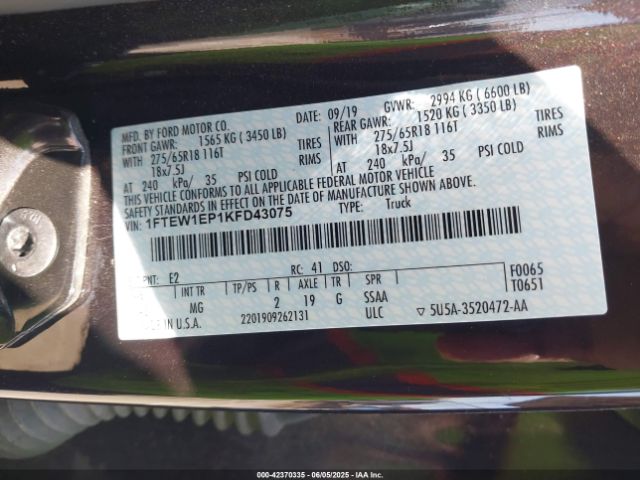 MFD. BY FORD MOTOR CO.
09/19
GVWR: 2994 KG ( 6600 LB)
FRONT GAWR: 1565 KG ( 3450 LB)
REAR GAWR: 1520 KG ( 3350 LB)
WITH 275/65R18 116T TIRES
WITH 275/65R18 116T TIRES
18x7.5J RIMS
18x7.5J RIMS
AT 240 kPa/ 35 PSI COLD
AT 240 kPa/ 35 PSI COLD
THIS VEHICLE CONFORMS TO ALL APPLICABLE FEDERAL MOTOR VEHICLE
SAFETY STANDARDS IN EFFECT ON THE DATE OF MANUFACTURE SHOWN ABOVE.
VIN: 1FTEW1EP1KFD43075
TYPE: Truck
E2
RC: 41 DSO:
F0065
T0651
INT TR TP/PS R AXLE TR SPR
MG 2 19 G SSAA
U.S.A. 2201909262131 ULC ▽ 5U5A-3520472-AA
000-42370335 - 06/05/2025 - IAA, Inc.